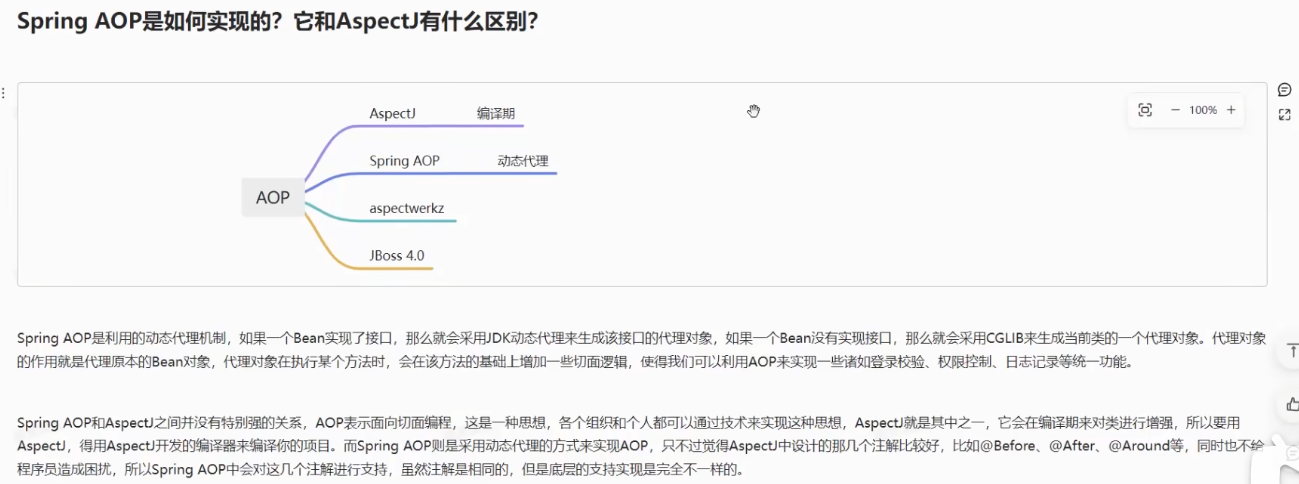 Spring AOP是如何实现的？它和AspectJ有什么区别？
AspectJ 编译期
100%
Spring AOP 动态代理
AOP
aspectwerkz
JBoss 4.0
Spring AOP是利用的动态代理机制，如果一个Bean实现了接口，那么就会采用JDK动态代理来生成该接口的代理对象，如果一个Bean没有实现接口，那么就会采用CGLIB来生成当前类的一个代理对象。代理对象
的作用就是代理原本的Bean对象，代理对象在执行某个方法时，会在该方法的基础上增加一些切面逻辑，使得我们可以利用AOP来实现一些诸如登录校验、权限控制、日志记录等统一功能。
Spring AOP和AspectJ之间并没有特别强的关系，AOP表示面向切面编程，这是一种思想，各个组织和个人都可以通过技术来实现这种思想，AspectJ就是其中之一，它会在编译期来对类进行增强，所以要用
AspectJ，得用AspectJ开发的编译器来编译你的项目。而Spring AOP则是采用动态代理的方式来实现AOP，只不过觉得AspectJ中设计的那几个注解比较好，比如@Before、@After、@Around等，同时也不给
程序员造成困扰，所以Spring AOP中会对这几个注解进行支持，虽然注解是相同的，但是底层的支持实现是完全不一样的。